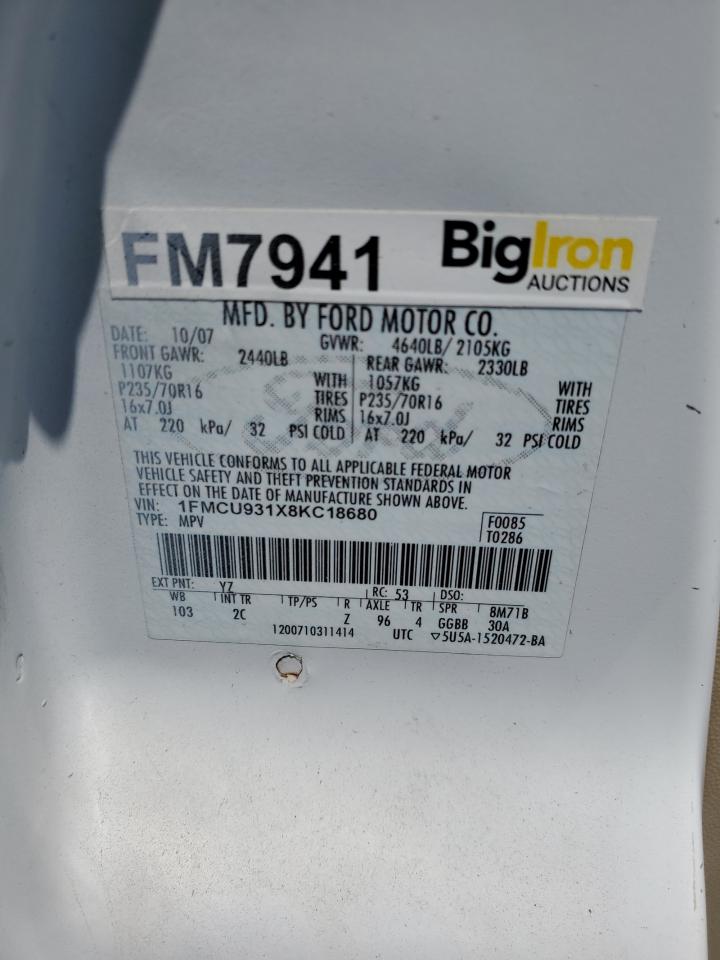 FM7941 BigIron AUCTIONS
MFD. BY FORD MOTOR CO.
DATE: 10/07 GVWR: 4640LB/ 2105KG
FRONT GAWR: 2440LB REAR GAWR: 2330LB
1107KG WITH 1057KG WITH
P235/70R16 TIRES P235/70R16 TIRES
16x7.0J RIMS 16x7.0J RIMS
AT 220 kPa/ 32 PSI COLD AT 220 kPa/ 32 PSI COLD
THIS VEHICLE CONFORMS TO ALL APPLICABLE FEDERAL MOTOR
VEHICLE SAFETY AND THEFT PREVENTION STANDARDS IN
EFFECT ON THE DATE OF MANUFACTURE SHOWN ABOVE.
VIN: 1FMCU931X8KC18680 F0085
TYPE: MPV T0286
EXT PNT: YZ RC: 53 DSO:
WB INT TR TP/PS R AXLE TR SPR 8M71B
103 2C Z 96 4 GGBB 30A
1200710311414 UTC ▽5U5A-1520472-BA